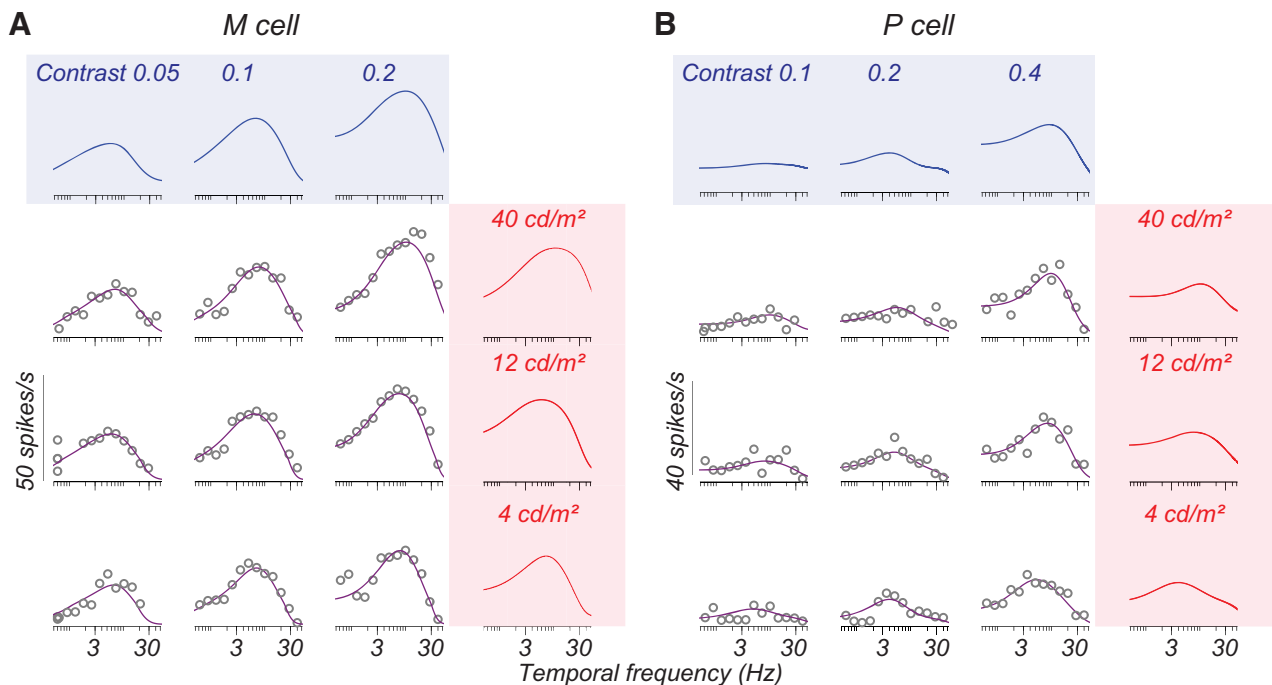 A
M cell
B
P cell
Contrast 0.05 0.1 0.2
Contrast 0.1 0.2 0.4
40 cd/m²
40 cd/m²
12 cd/m²
12 cd/m²
50 spikes/s
40 spikes/s
4 cd/m²
4 cd/m²
3 30 3 30 3 30 3 30
3 30 3 30 3 30 3 30
Temporal frequency (Hz)